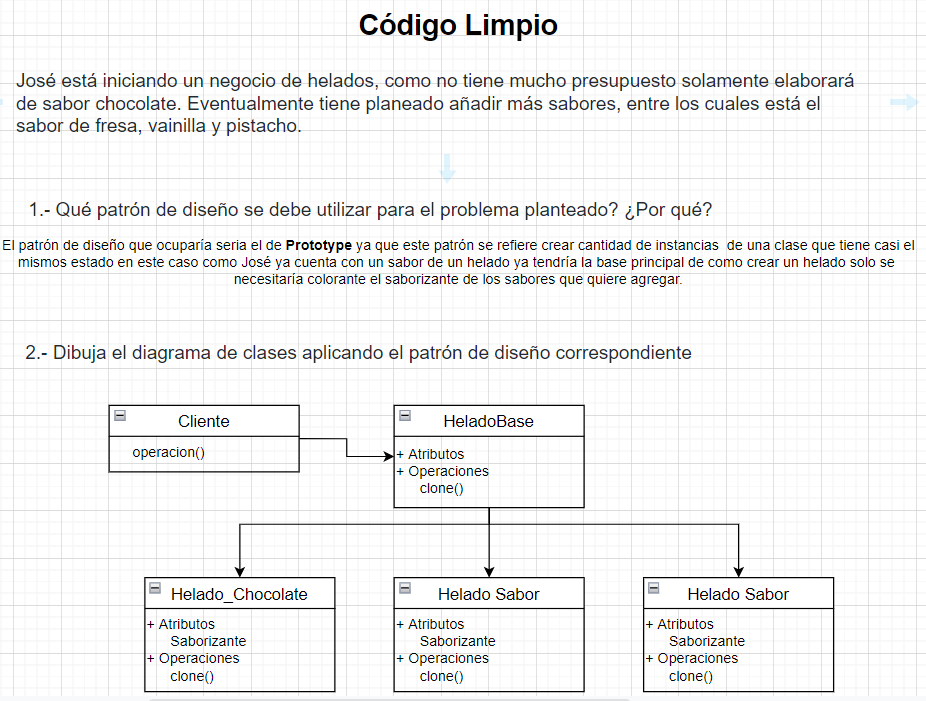 Código Limpio
José está iniciando un negocio de helados, como no tiene mucho presupuesto solamente elaborará
de sabor chocolate. Eventualmente tiene planeado añadir más sabores, entre los cuales está el
sabor de fresa, vainilla y pistacho.
1.- Qué patrón de diseño se debe utilizar para el problema planteado? ¿Por qué?
El patrón de diseño que ocuparía seria el de Prototype ya que este patrón se refiere crear cantidad de instancias de una clase que tiene casi el
mismos estado en este caso como José ya cuenta con un sabor de un helado ya tendría la base principal de como crear un helado solo se
necesitaría colorante el saborizante de los sabores que quiere agregar.
2.- Dibuja el diagrama de clases aplicando el patrón de diseño correspondiente
Cliente
operacion()
HeladoBase
+ Atributos
+ Operaciones
clone()
Helado_Chocolate
+ Atributos
Saborizante
+ Operaciones
clone()
Helado Sabor
+ Atributos
Saborizante
+ Operaciones
clone()
Helado Sabor
+ Atributos
Saborizante
+ Operaciones
clone()